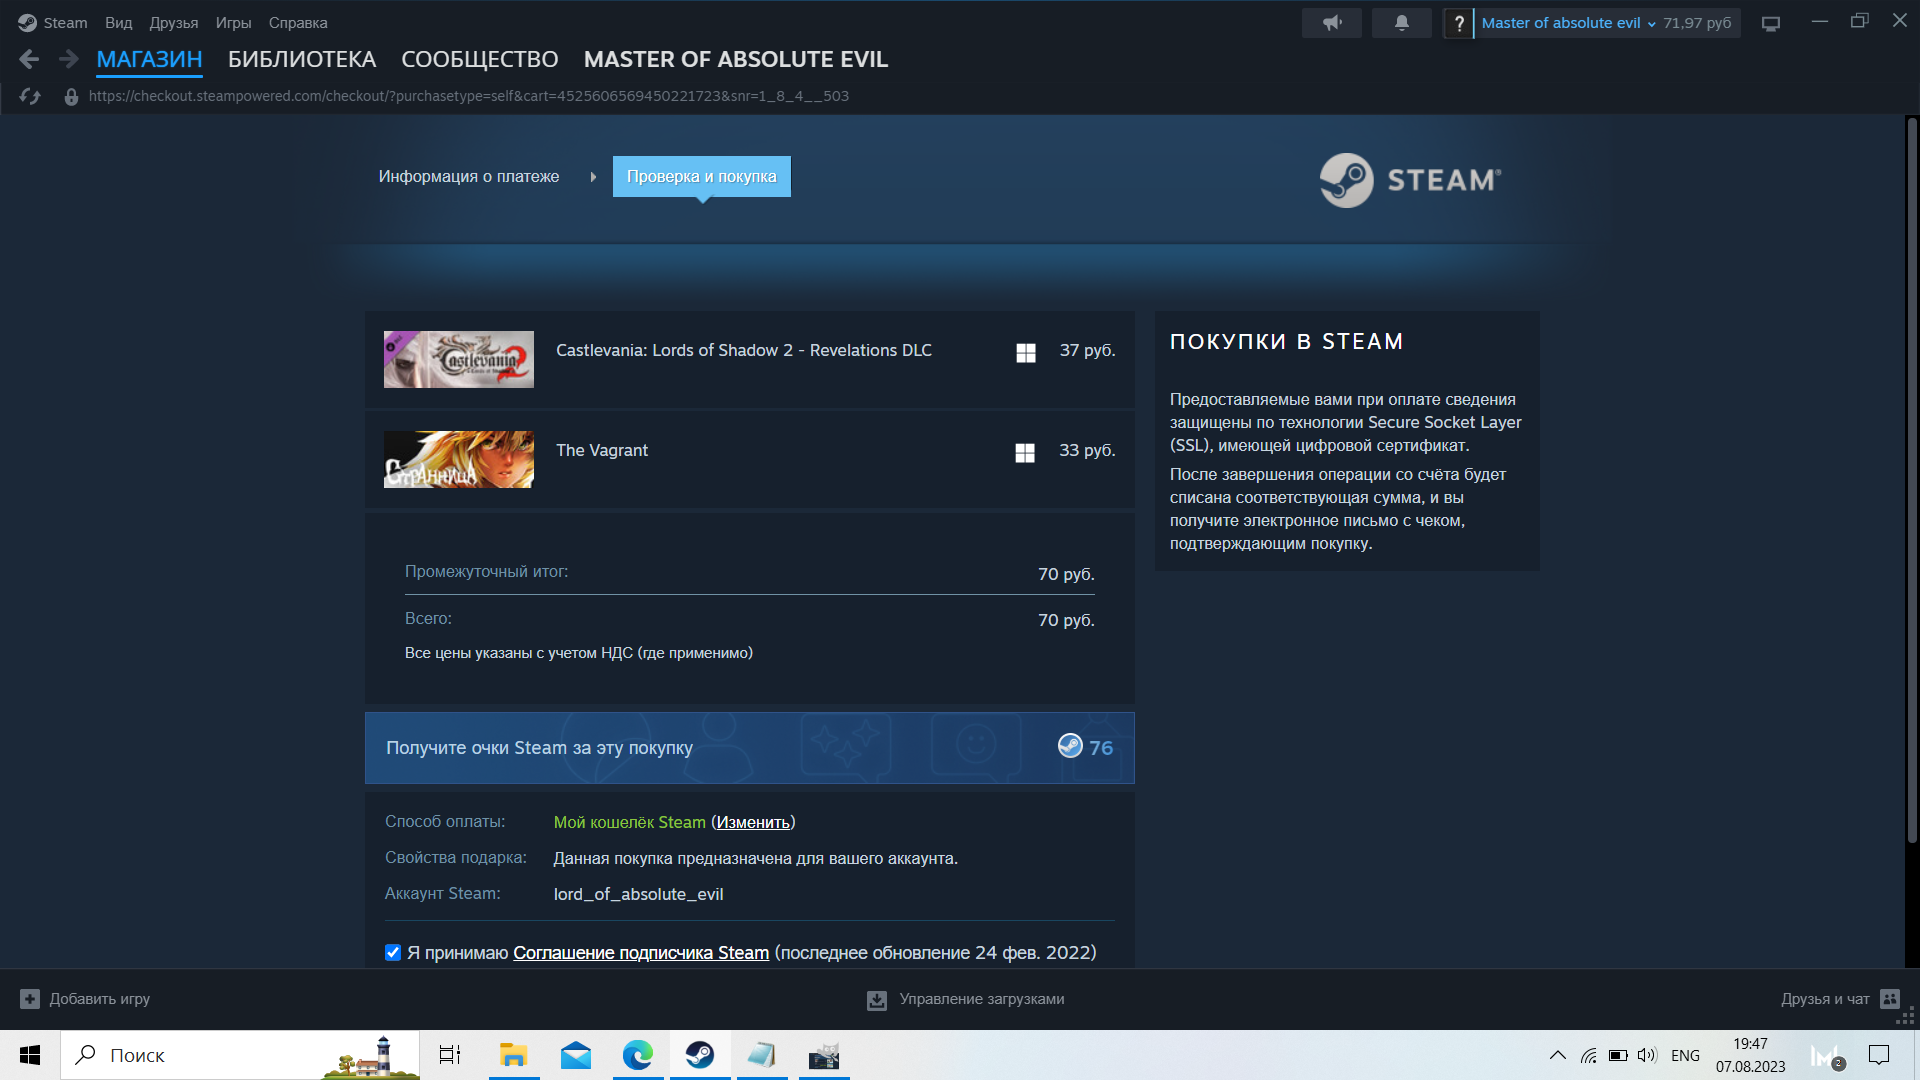 Steam Вид Друзья Игры Справка
? Master of absolute evil 71,97 руб
МАГАЗИН БИБЛИОТЕКА СООБЩЕСТВО MASTER OF ABSOLUTE EVIL
https://checkout.steampowered.com/checkout/?purchasetype=self&cart=4525606569450221723&snr=1_8_4__503
Информация о платеже
Проверка и покупка
STEAM®
Castlevania 2
Castlevania: Lords of Shadow 2 - Revelations DLC
37 руб.
Странница
The Vagrant
33 руб.
Промежуточный итог:
70 руб.
Всего:
70 руб.
Все цены указаны с учетом НДС (где применимо)
Получите очки Steam за эту покупку
76
Способ оплаты: Мой кошелёк Steam (Изменить)
Свойства подарка: Данная покупка предназначена для вашего аккаунта.
Аккаунт Steam: lord_of_absolute_evil
Я принимаю Соглашение подписчика Steam (последнее обновление 24 фев. 2022)
ПОКУПКИ В STEAM
Предоставляемые вами при оплате сведения
защищены по технологии Secure Socket Layer
(SSL), имеющей цифровой сертификат.
После завершения операции со счёта будет
списана соответствующая сумма, и вы
получите электронное письмо с чеком,
подтверждающим покупку.
Добавить игру
Управление загрузками
Друзья и чат
Поиск
ENG
19:47
07.08.2023
2